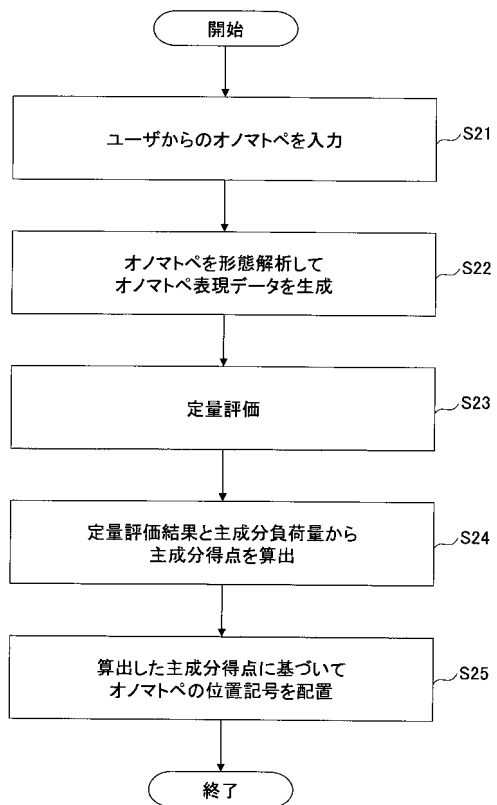 開始
ユーザからのオノマトペを入力
S21
オノマトペを形態解析して
オノマトペ表現データを生成
S22
定量評価
S23
定量評価結果と主成分負荷量から
主成分得点を算出
S24
算出した主成分得点に基づいて
オノマトペの位置記号を配置
S25
終了